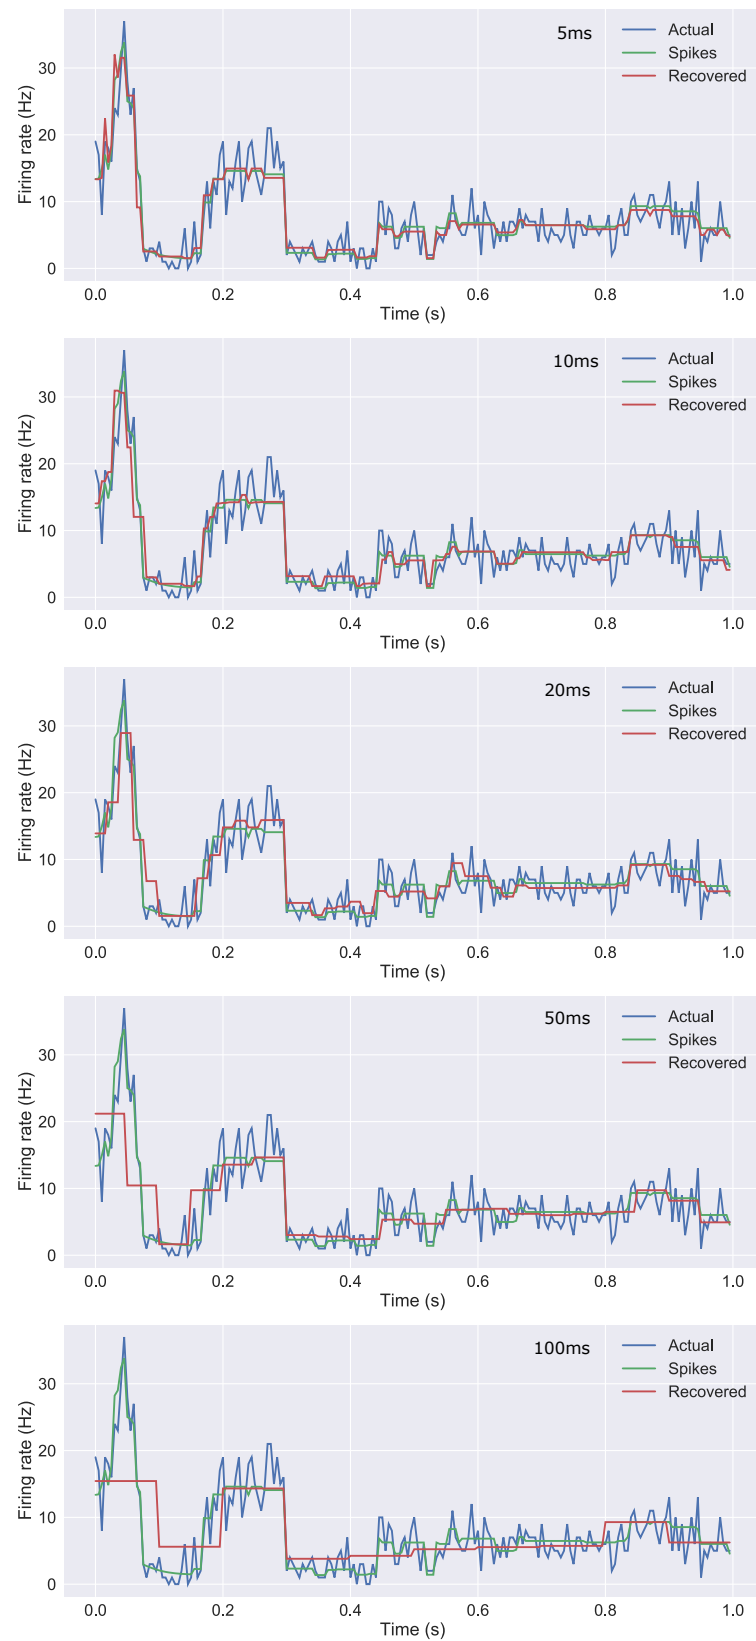 5ms
Actual
Spikes
Recovered
Firing rate (Hz)
30
20
10
0
0.0 0.2 0.4 0.6 0.8 1.0
Time (s)
10ms
Actual
Spikes
Recovered
Firing rate (Hz)
30
20
10
0
0.0 0.2 0.4 0.6 0.8 1.0
Time (s)
20ms
Actual
Spikes
Recovered
Firing rate (Hz)
30
20
10
0
0.0 0.2 0.4 0.6 0.8 1.0
Time (s)
50ms
Actual
Spikes
Recovered
Firing rate (Hz)
30
20
10
0
0.0 0.2 0.4 0.6 0.8 1.0
Time (s)
100ms
Actual
Spikes
Recovered
Firing rate (Hz)
30
20
10
0
0.0 0.2 0.4 0.6 0.8 1.0
Time (s)